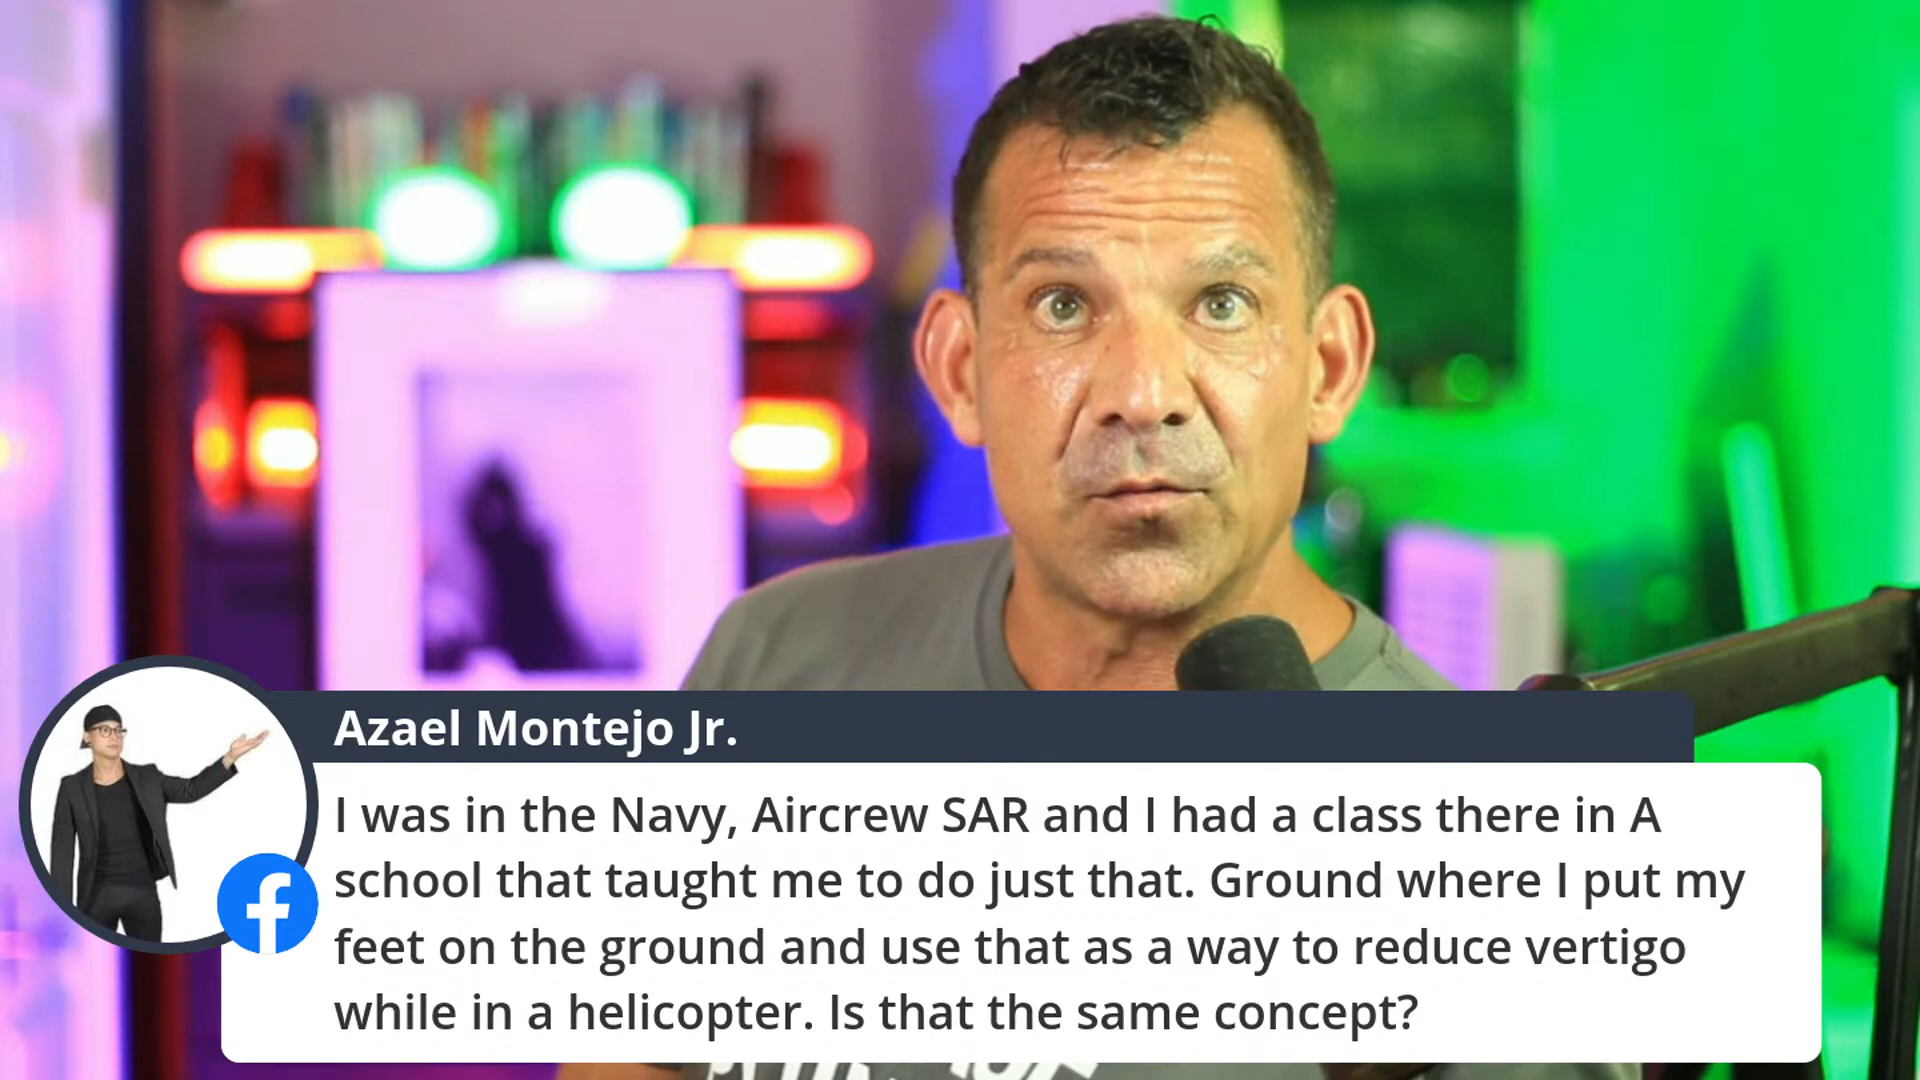 Azael Montejo Jr.
I was in the Navy, Aircrew SAR and I had a class there in A
school that taught me to do just that. Ground where I put my
feet on the ground and use that as a way to reduce vertigo
while in a helicopter. Is that the same concept?